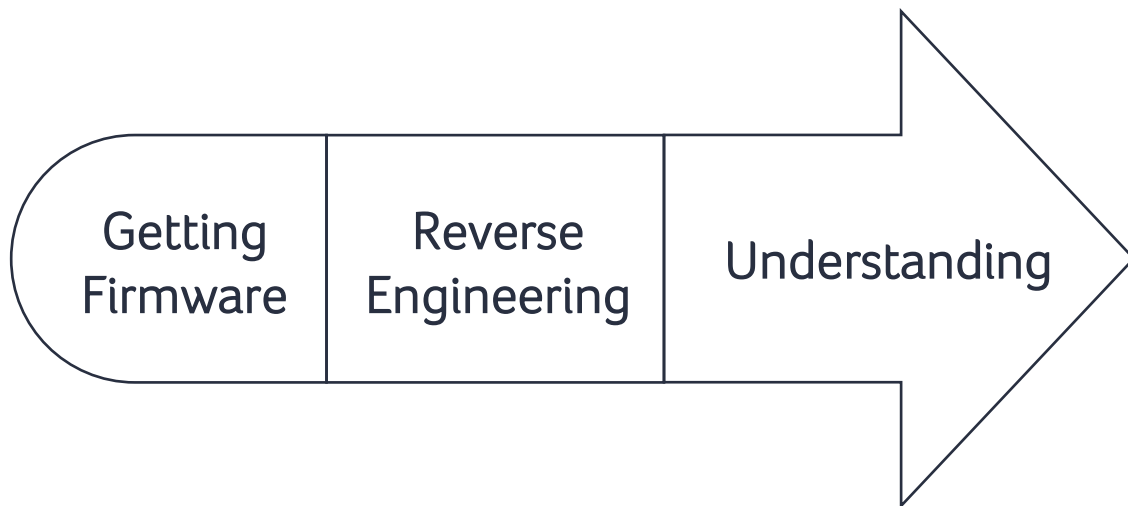 Getting
Firmware
Reverse
Engineering
Understanding